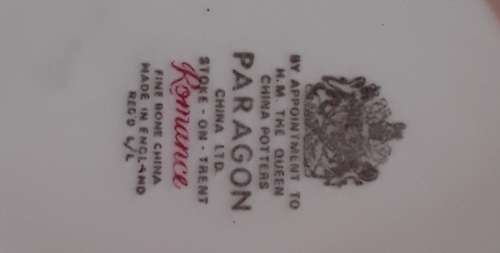 BY APPOINTMENT TO
H.M. THE QUEEN
CHINA POTTERS
PARAGON
CHINA LTD.
STOKE - ON - TRENT
Romance
FINE BONE CHINA
MADE IN ENGLAND
REG'D